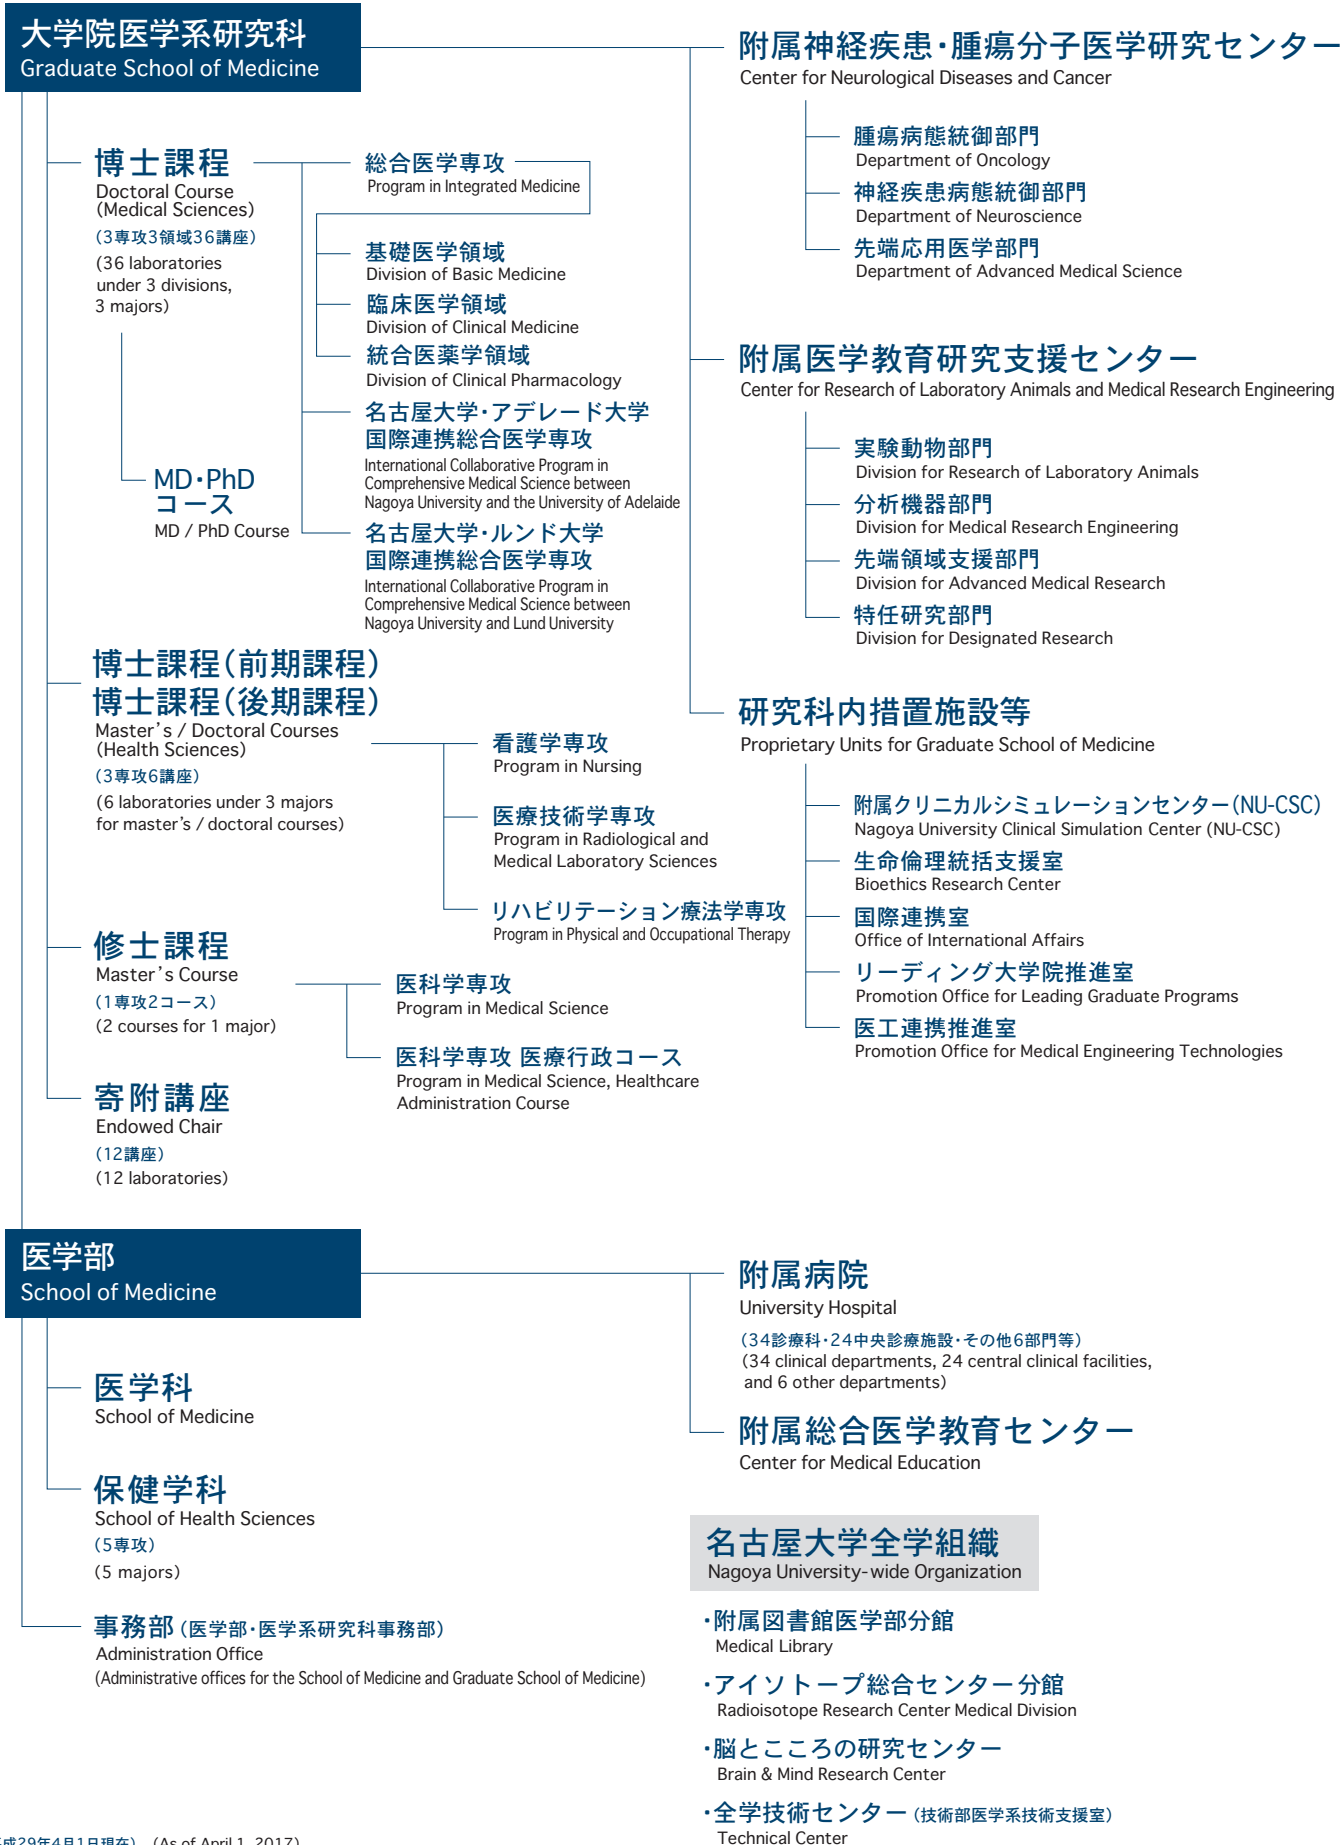 大学院医学系研究科
Graduate School of Medicine
博士課程
Doctoral Course
(Medical Sciences)
（3専攻3領域36講座）
(36 laboratories
under 3 divisions,
3 majors)
MD・PhD
コース
MD / PhD Course
総合医学専攻
Program in Integrated Medicine
基礎医学領域
Division of Basic Medicine
臨床医学領域
Division of Clinical Medicine
統合医薬学領域
Division of Clinical Pharmacology
名古屋大学・アデレード大学
国際連携総合医学専攻
International Collaborative Program in
Comprehensive Medical Science between
Nagoya University and the University of Adelaide
名古屋大学・ルンド大学
国際連携総合医学専攻
International Collaborative Program in
Comprehensive Medical Science between
Nagoya University and Lund University
博士課程（前期課程）
博士課程（後期課程）
Master's / Doctoral Courses
(Health Sciences)
（3専攻6講座）
(6 laboratories under 3 majors
for master's / doctoral courses)
看護学専攻
Program in Nursing
医療技術学専攻
Program in Radiological and
Medical Laboratory Sciences
リハビリテーション療法学専攻
Program in Physical and Occupational Therapy
修士課程
Master's Course
（1専攻2コース）
(2 courses for 1 major)
医科学専攻
Program in Medical Science
医科学専攻 医療行政コース
Program in Medical Science, Healthcare
Administration Course
寄附講座
Endowed Chair
（12講座）
(12 laboratories)
附属神経疾患・腫瘍分子医学研究センター
Center for Neurological Diseases and Cancer
腫瘍病態統御部門
Department of Oncology
神経疾患病態統御部門
Department of Neuroscience
先端応用医学部門
Department of Advanced Medical Science
附属医学教育研究支援センター
Center for Research of Laboratory Animals and Medical Research Engineering
実験動物部門
Division for Research of Laboratory Animals
分析機器部門
Division for Medical Research Engineering
先端領域支援部門
Division for Advanced Medical Research
特任研究部門
Division for Designated Research
研究科内措置施設等
Proprietary Units for Graduate School of Medicine
附属クリニカルシミュレーションセンター（NU-CSC）
Nagoya University Clinical Simulation Center (NU-CSC)
生命倫理統括支援室
Bioethics Research Center
国際連携室
Office of International Affairs
リーディング大学院推進室
Promotion Office for Leading Graduate Programs
医工連携推進室
Promotion Office for Medical Engineering Technologies
医学部
School of Medicine
医学科
School of Medicine
保健学科
School of Health Sciences
（5専攻）
(5 majors)
事務部（医学部・医学系研究科事務部）
Administration Office
(Administrative offices for the School of Medicine and Graduate School of Medicine)
附属病院
University Hospital
（34診療科・24中央診療施設・その他6部門等）
(34 clinical departments, 24 central clinical facilities,
and 6 other departments)
附属総合医学教育センター
Center for Medical Education
名古屋大学全学組織
Nagoya University-wide Organization
・附属図書館医学部分館
Medical Library
・アイソトープ総合センター分館
Radioisotope Research Center Medical Division
・脳とこころの研究センター
Brain & Mind Research Center
・全学技術センター（技術部医学系技術支援室）
Technical Center
成29年4月1日現在） (As of April 1, 2017)